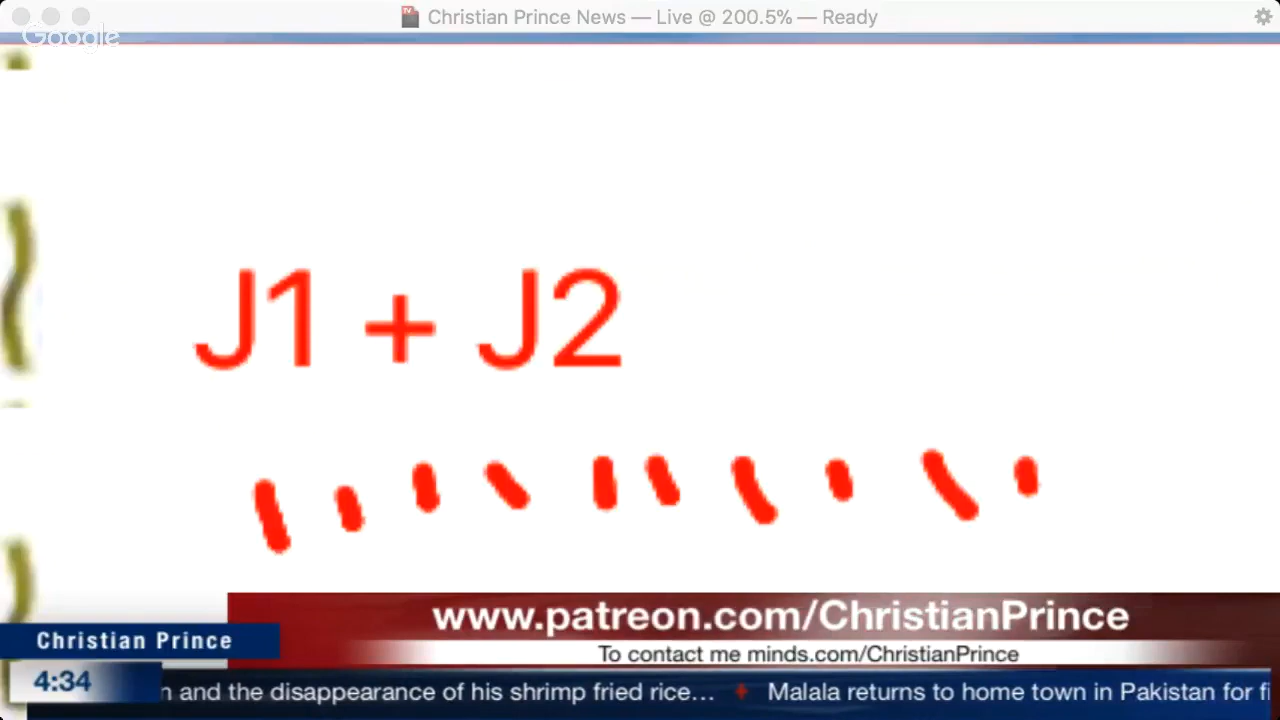 Christian Prince News — Live @ 200.5% — Ready
Google
J1 + J2
www.patreon.com/ChristianPrince
Christian Prince
To contact me minds.com/ChristianPrince
4:34
and the disappearance of his shrimp fried rice... Malala returns to home town in Pakistan for